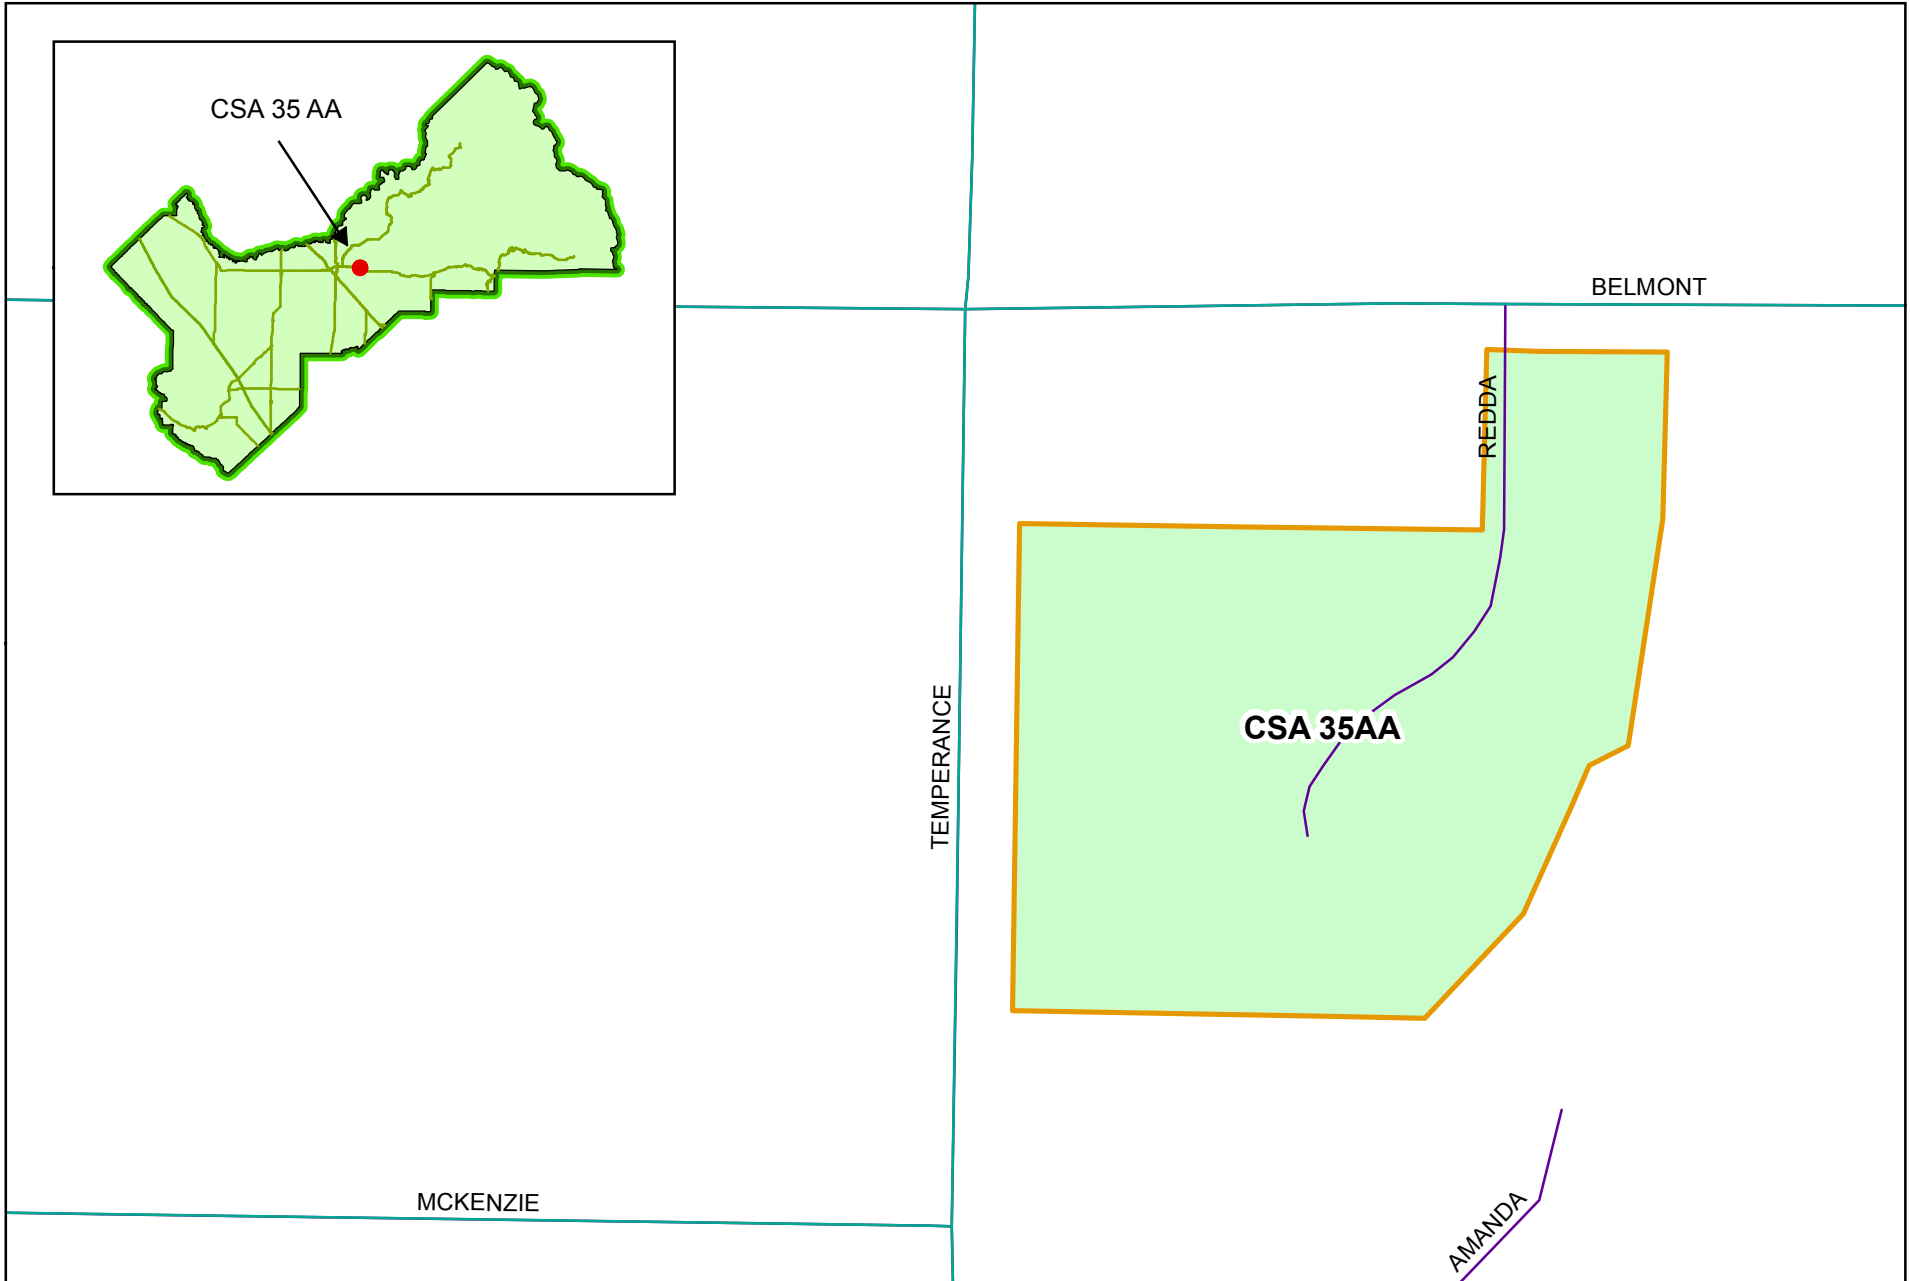 CSA 35 AA
BELMONT
REDDA
TEMPERANCE
CSA 35AA
MCKENZIE
AMANDA